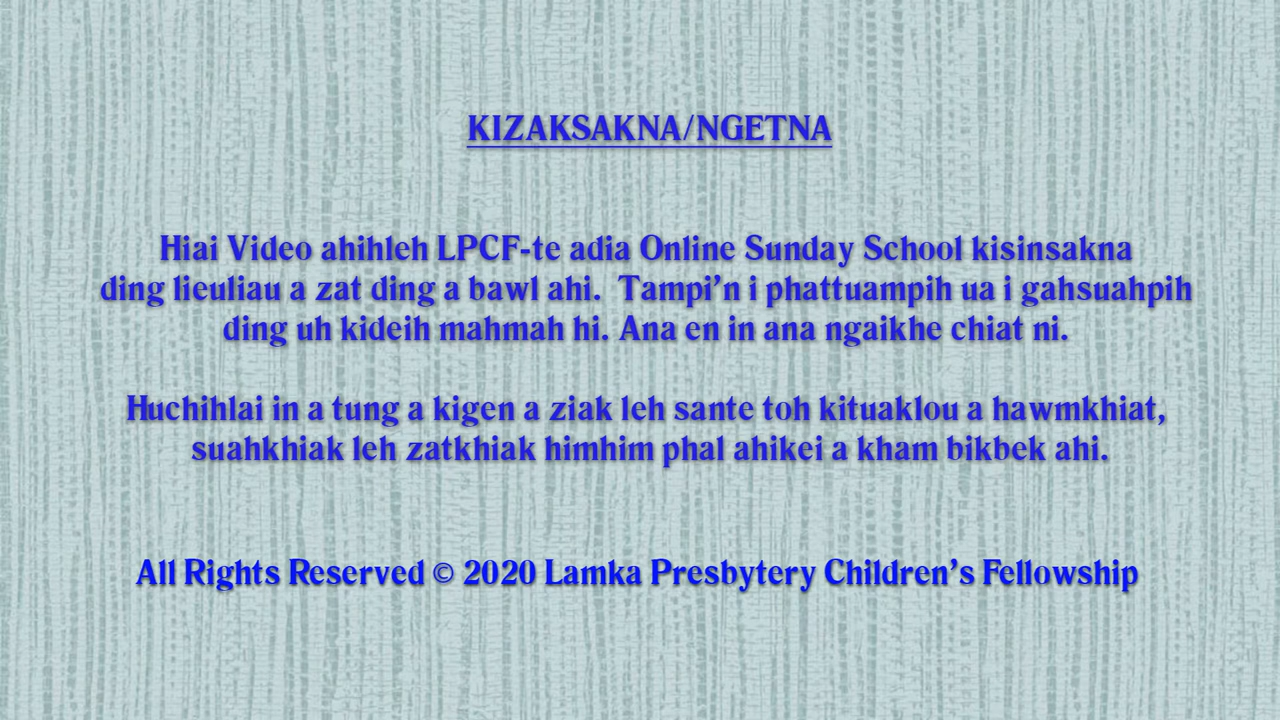 KIZAKSAKNA/NGETNA
Hiai Video ahihleh LPCF-te adia Online Sunday School kisinsakna
ding lieuliau a zat ding a bawl ahi. Tampi’n i phattuampih ua i gahsuahpih
ding uh kideih mahmah hi. Ana en in ana ngaikhe chiat ni.
Huchihlai in a tung a kigen a ziak leh sante toh kituaklou a hawmkhiat,
suahkhiak leh zatkhiak himhim phal ahikei a kham bikbek ahi.
All Rights Reserved © 2020 Lamka Presbytery Children’s Fellowship